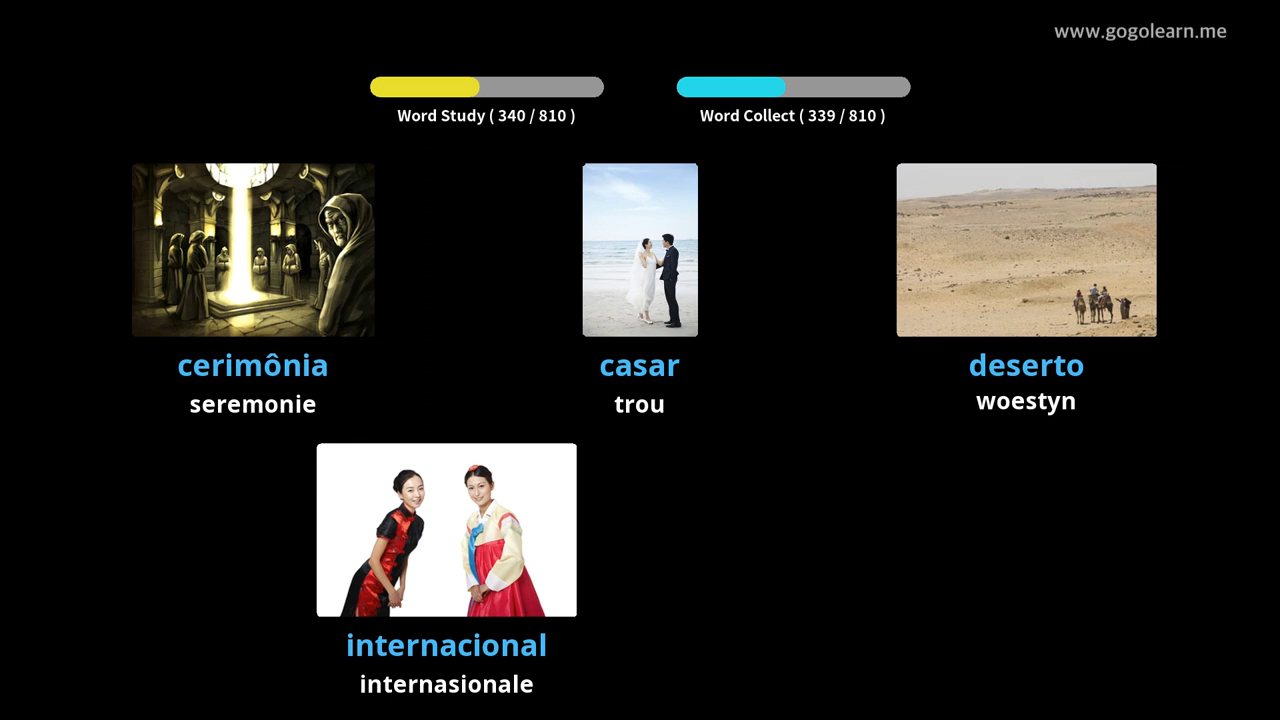 www.gogolearn.me
Word Study ( 340 / 810 )
Word Collect ( 339 / 810 )
cerimônia
seremonie
casar
trou
deserto
woestyn
internacional
internasionale